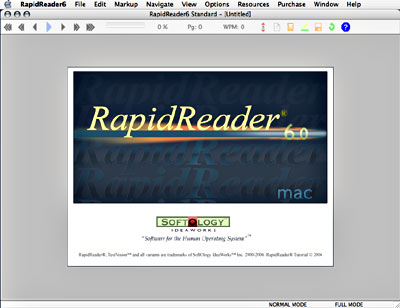 RapidReader6 File Edit Markup Navigate View Options Resources Purchase Window Help
RapidReader6 Standard - [Untitled]
0 % Pg: 0 WPM: 0
RapidReader® 6.0
mac
SOFTOLOGY
IDEAWORKS
"Software for the Human Operating System"™
RapidReader®, TextVision™ and all variants are trademarks of SoftOlogy IdeaWorks™ Inc. 2000-2006. RapidReader® Tutorial © 2004
NORMAL MODE FULL MODE